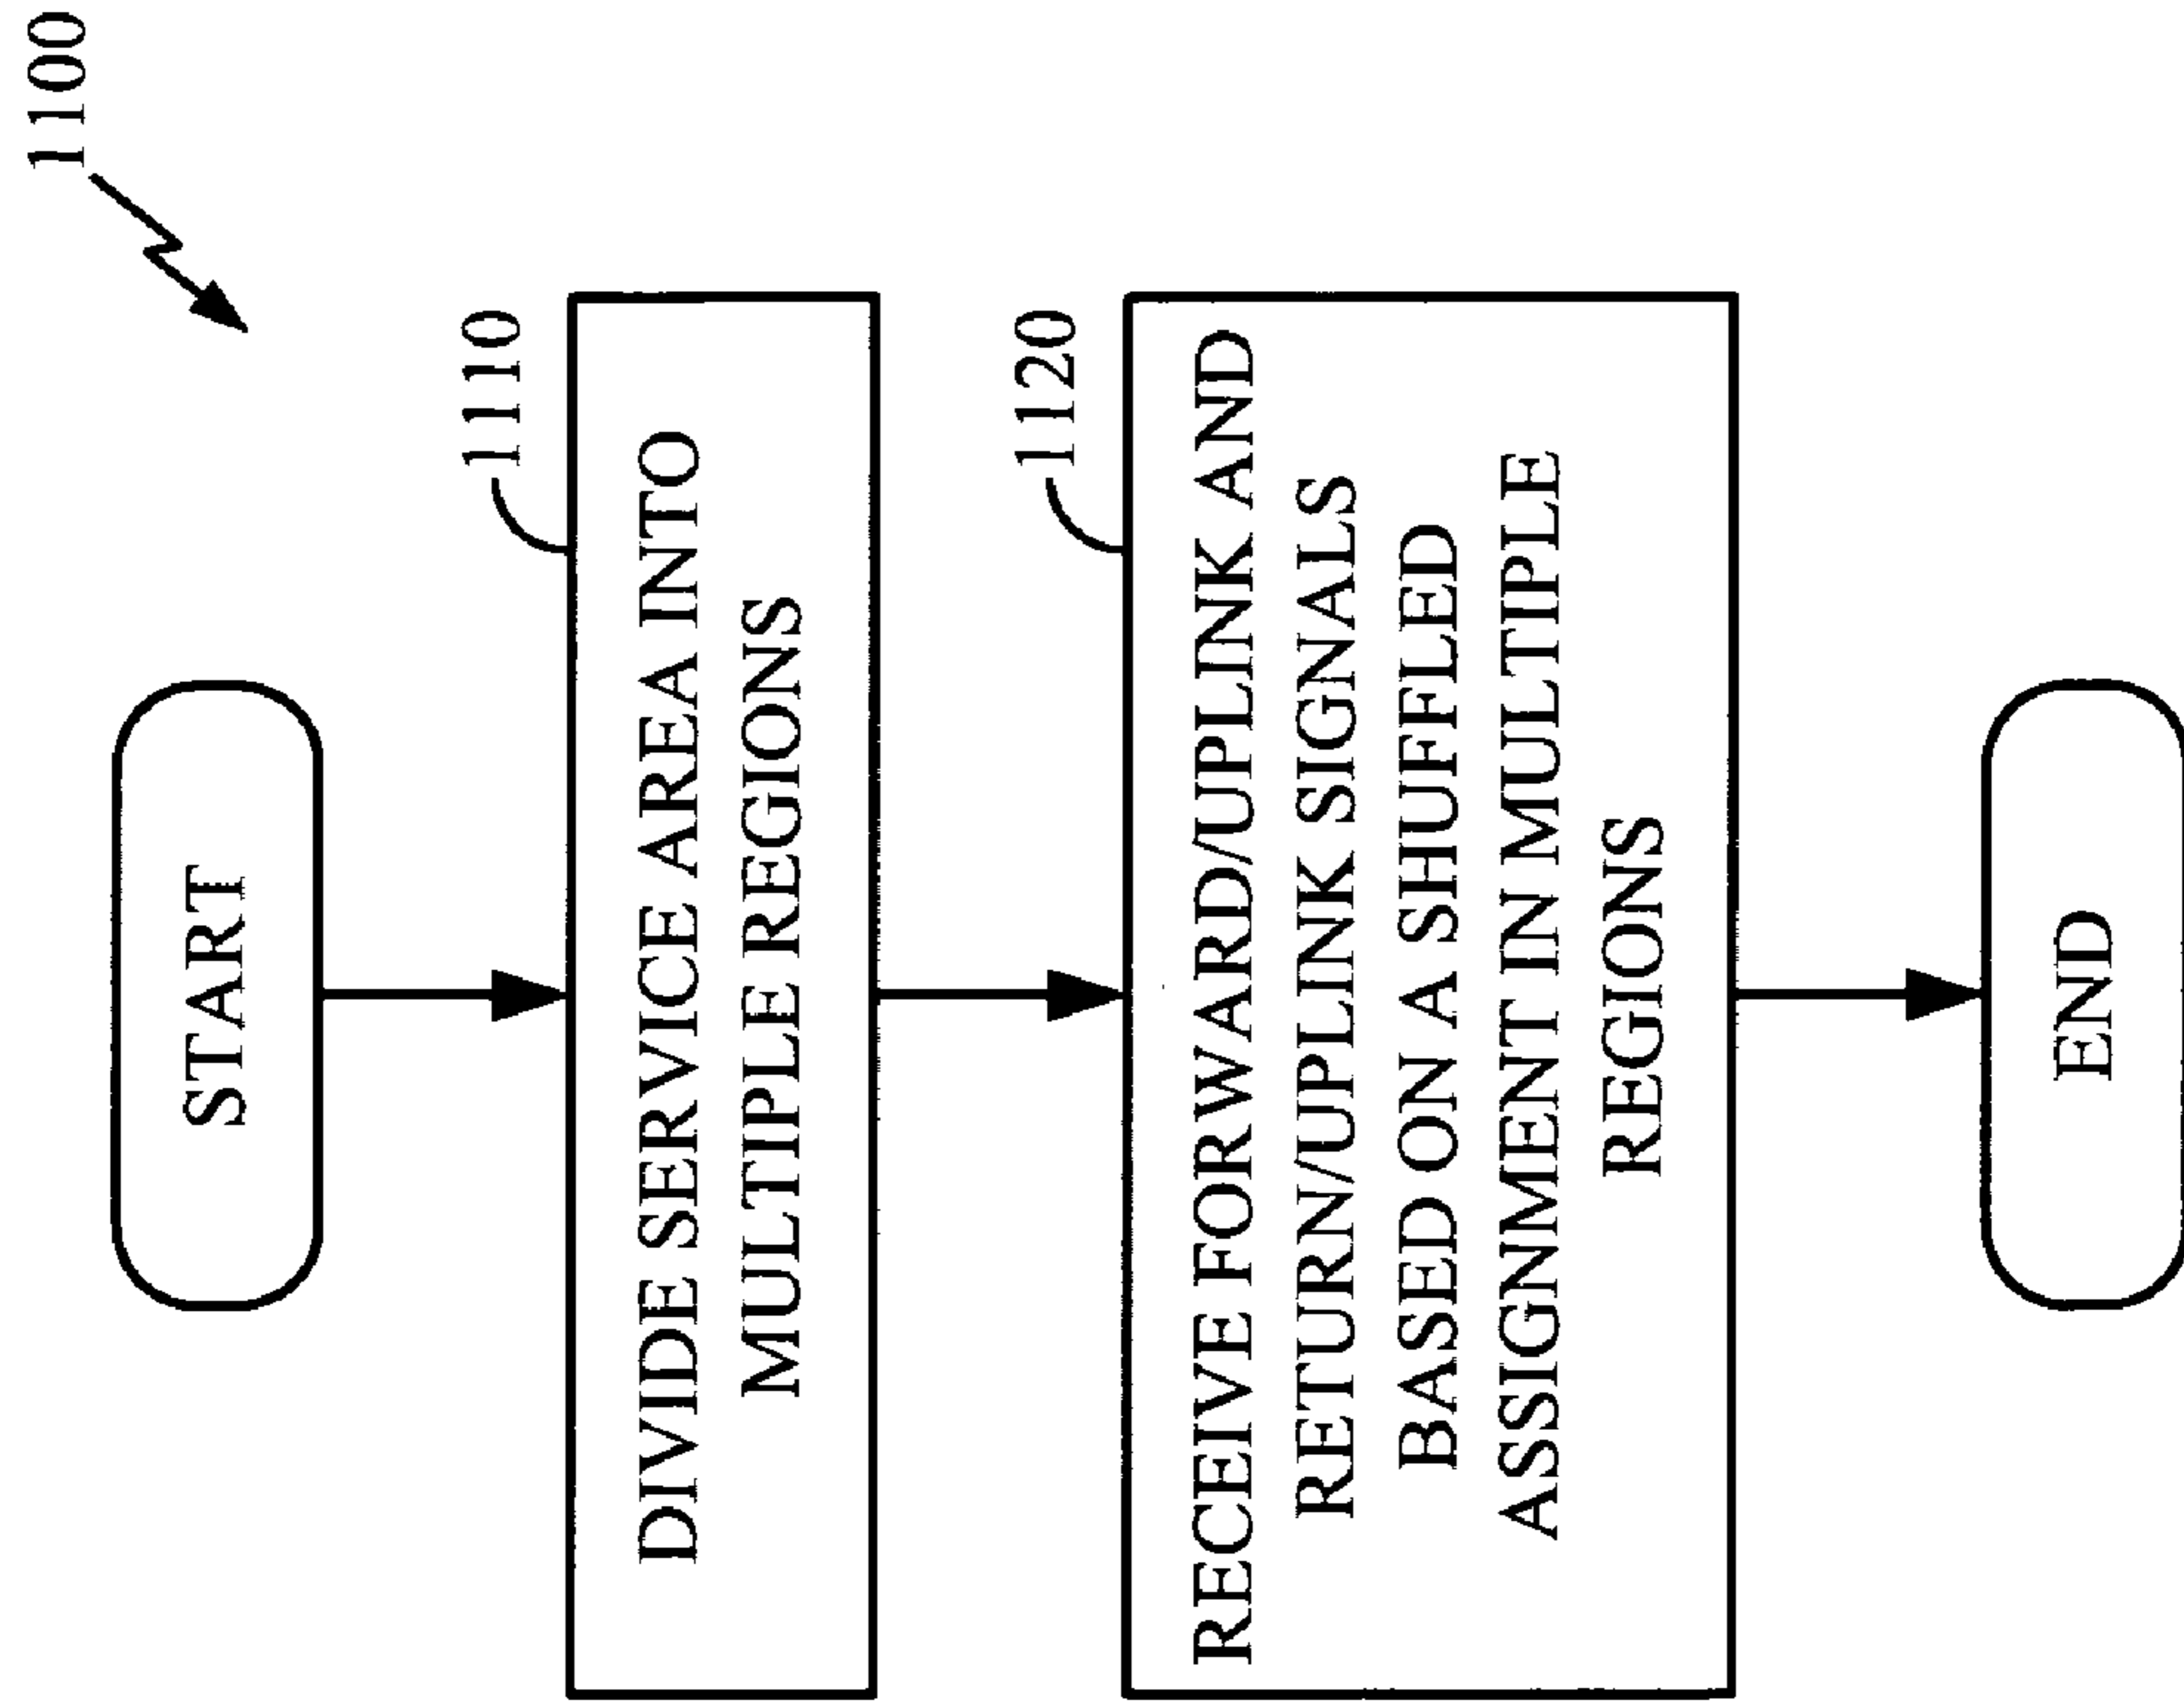 1100
START
1110
DIVIDE SERVICE AREA INTO
MULTIPLE REGIONS
1120
RECEIVE FORWARD/UPLINK AND
RETURN/UPLINK SIGNALS
BASED ON A SHUFFLED
ASSIGNMENT IN MULTIPLE
REGIONS
END